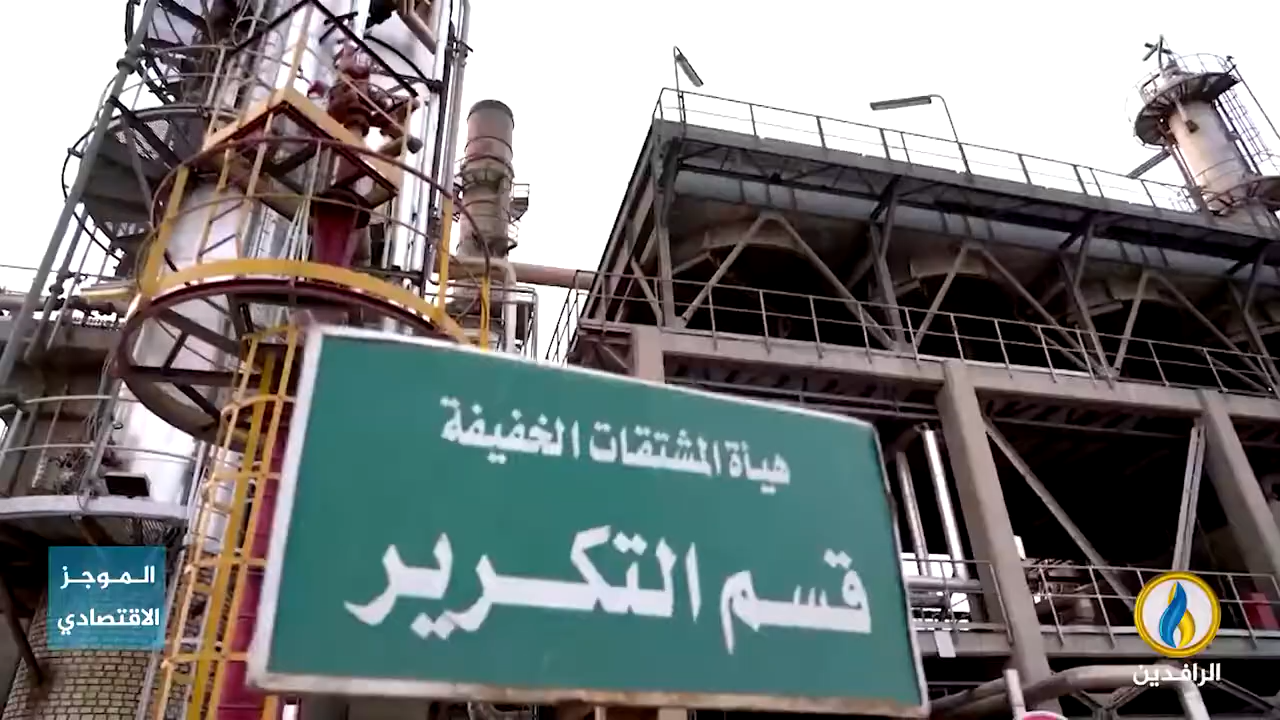 هيأة المشتقات الخفيفة
قسم التكرير
الموجز
الاقتصادي
الرافدين